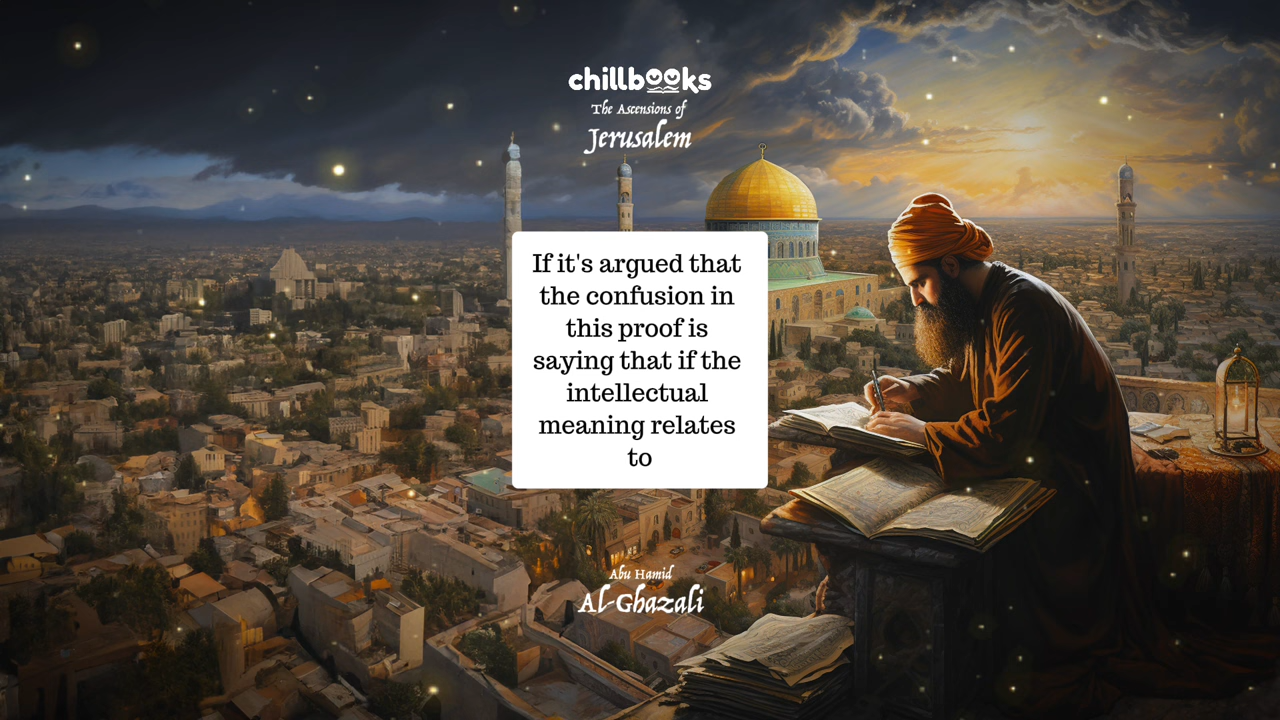 chillbooks
The Ascensions of
Jerusalem
If it's argued that
the confusion in
this proof is
saying that if the
intellectual
meaning relates
to
Abu Hamid
Al-Ghazali